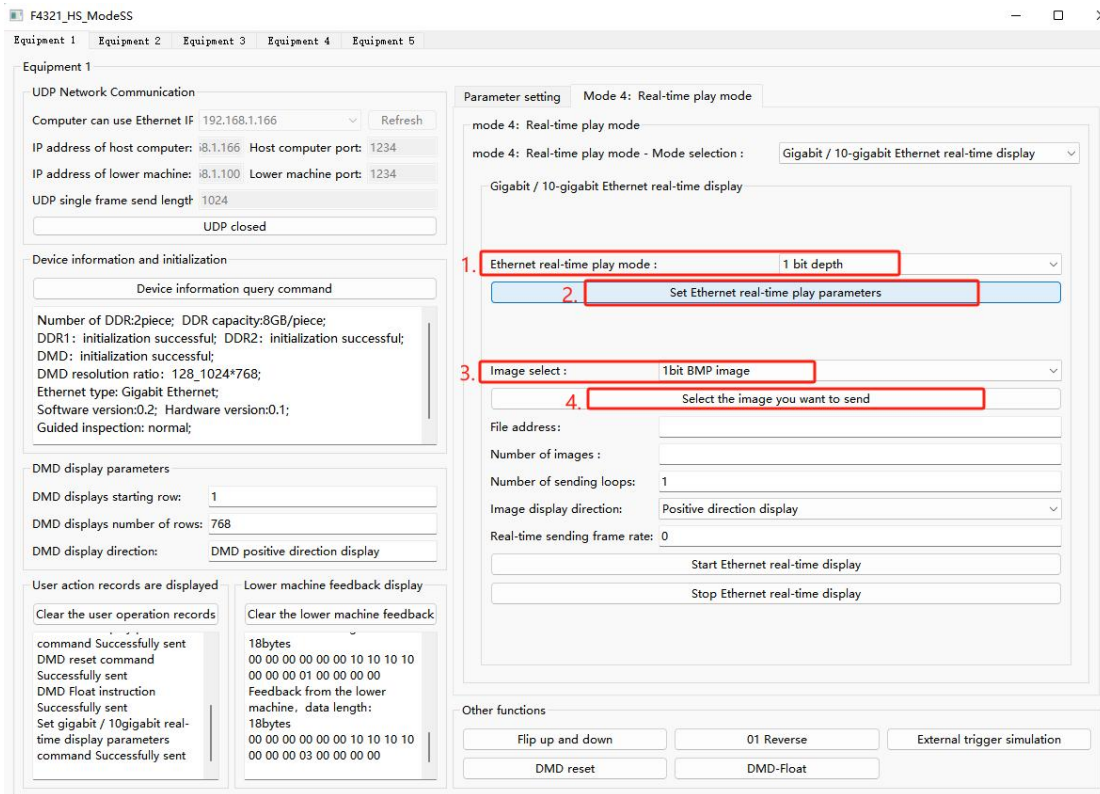 F4321_HS_ModeSS
Equipment 1 Equipment 2 Equipment 3 Equipment 4 Equipment 5
Equipment 1
UDP Network Communication
Computer can use Ethernet IF 192.168.1.166 Refresh
IP address of host computer: 8.1.166 Host computer port: 1234
IP address of lower machine: 8.1.100 Lower machine port: 1234
UDP single frame send length 1024
UDP closed
Device information and initialization
Device information query command
Number of DDR:2piece; DDR capacity:8GB/piece;
DDR1: initialization successful; DDR2: initialization successful;
DMD: initialization successful;
DMD resolution ratio: 128_1024*768;
Ethernet type: Gigabit Ethernet;
Software version:0.2; Hardware version:0.1;
Guided inspection: normal;
DMD display parameters
DMD displays starting row: 1
DMD displays number of rows: 768
DMD display direction: DMD positive direction display
User action records are displayed
Clear the user operation records
command Successfully sent
DMD reset command
Successfully sent
DMD Float instruction
Successfully sent
Set gigabit / 10gigabit real-
time display parameters
command Successfully sent
Lower machine feedback display
Clear the lower machine feedback
18bytes
00 00 00 00 00 00 10 10 10 10
00 00 00 01 00 00 00 00
Feedback from the lower
machine, data length:
18bytes
00 00 00 00 00 00 10 10 10 10
00 00 00 03 00 00 00 00
Parameter setting Mode 4: Real-time play mode
mode 4: Real-time play mode
mode 4: Real-time play mode - Mode selection : Gigabit / 10-gigabit Ethernet real-time display
Gigabit / 10-gigabit Ethernet real-time display
1. Ethernet real-time play mode : 1 bit depth
2. Set Ethernet real-time play parameters
3. Image select : 1bit BMP image
4. Select the image you want to send
File address:
Number of images :
Number of sending loops: 1
Image display direction: Positive direction display
Real-time sending frame rate: 0
Start Ethernet real-time display
Stop Ethernet real-time display
Other functions
Flip up and down 01 Reverse External trigger simulation
DMD reset DMD-Float